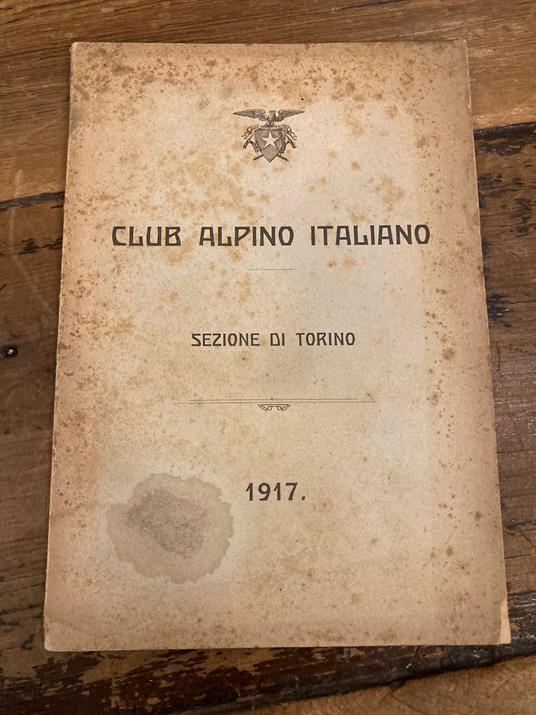 CLUB ALPINO ITALIANO
SEZIONE DI TORINO
1917.